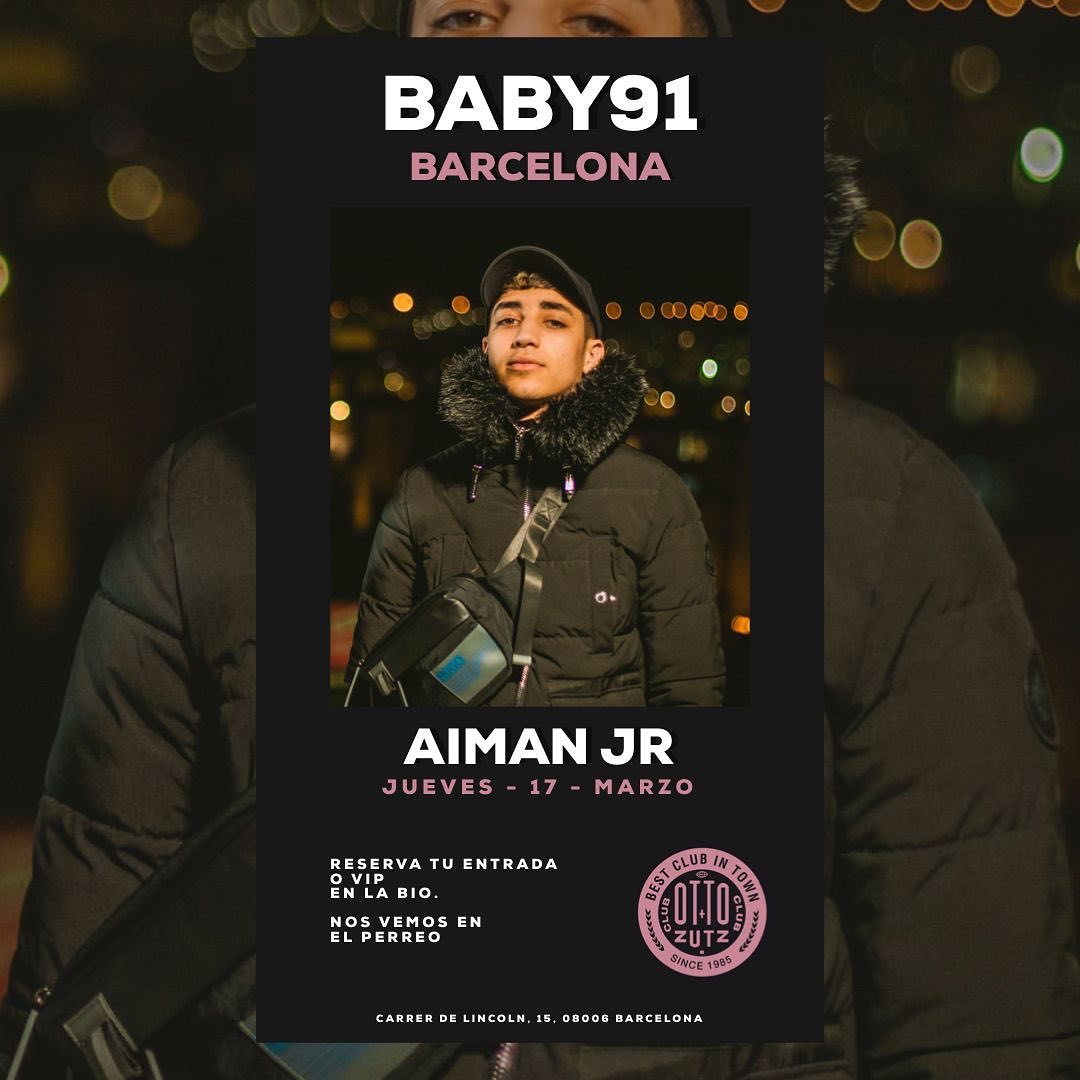 BABY91
BARCELONA
HUGO
AIMAN JR
JUEVES - 17 - MARZO
RESERVA TU ENTRADA
O VIP
EN LA BIO.
NOS VEMOS EN
EL PERREO
BEST CLUB IN TOWN
CLUB
OTTO
ZUTZ
CLUB
SINCE 1985
CARRER DE LINCOLN, 15, 08006 BARCELONA